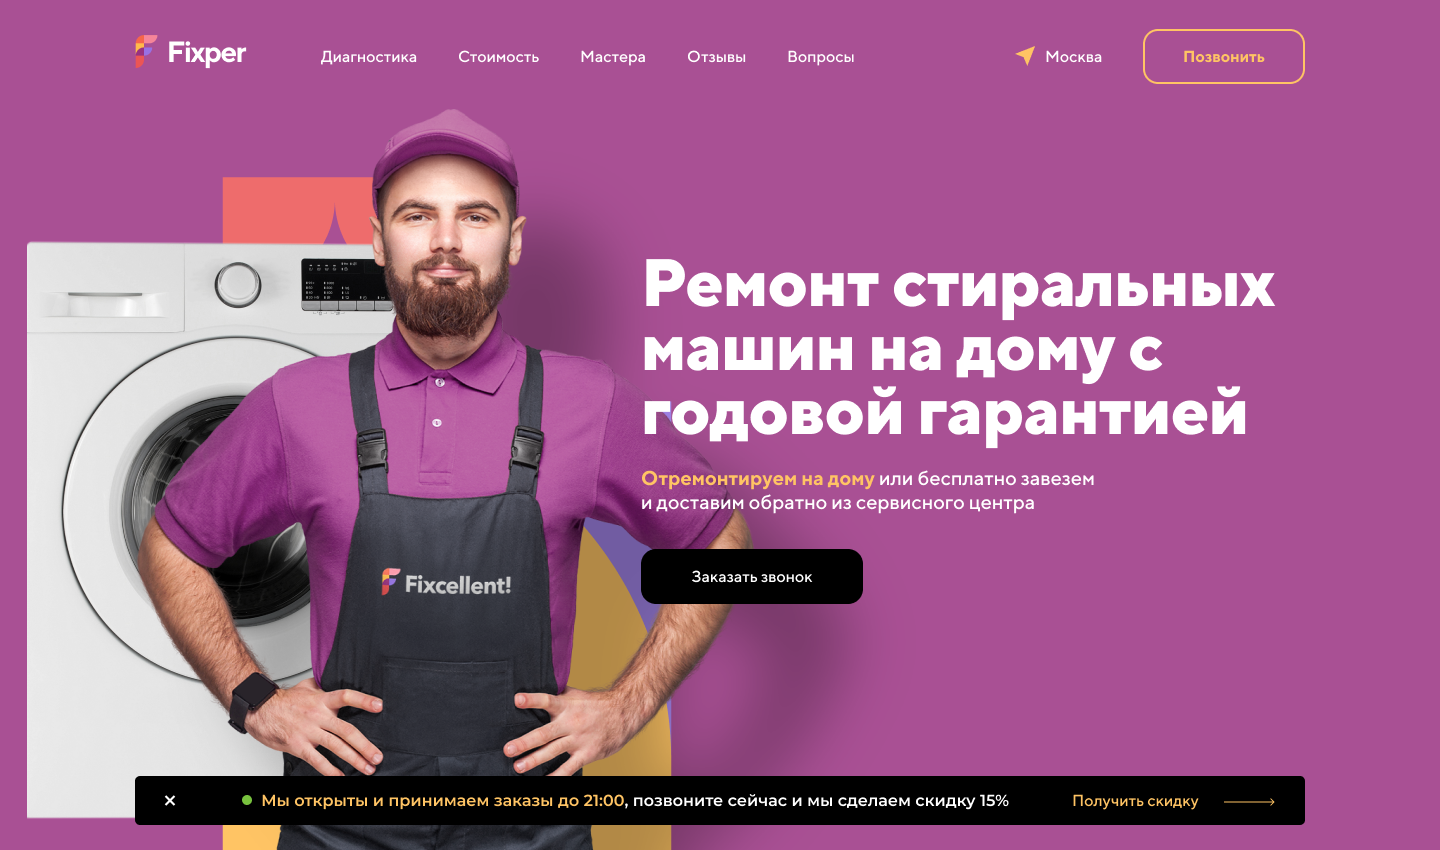 Fixper
Диагностика
Стоимость
Мастера
Отзывы
Вопросы
Москва
Позвонить
Ремонт стиральных
машин на дому с
годовой гарантией
Отремонтируем на дому или бесплатно завезем
и доставим обратно из сервисного центра
Заказать звонок
Fixcellent!
× Мы открыты и принимаем заказы до 21:00, позвоните сейчас и мы сделаем скидку 15%
Получить скидку